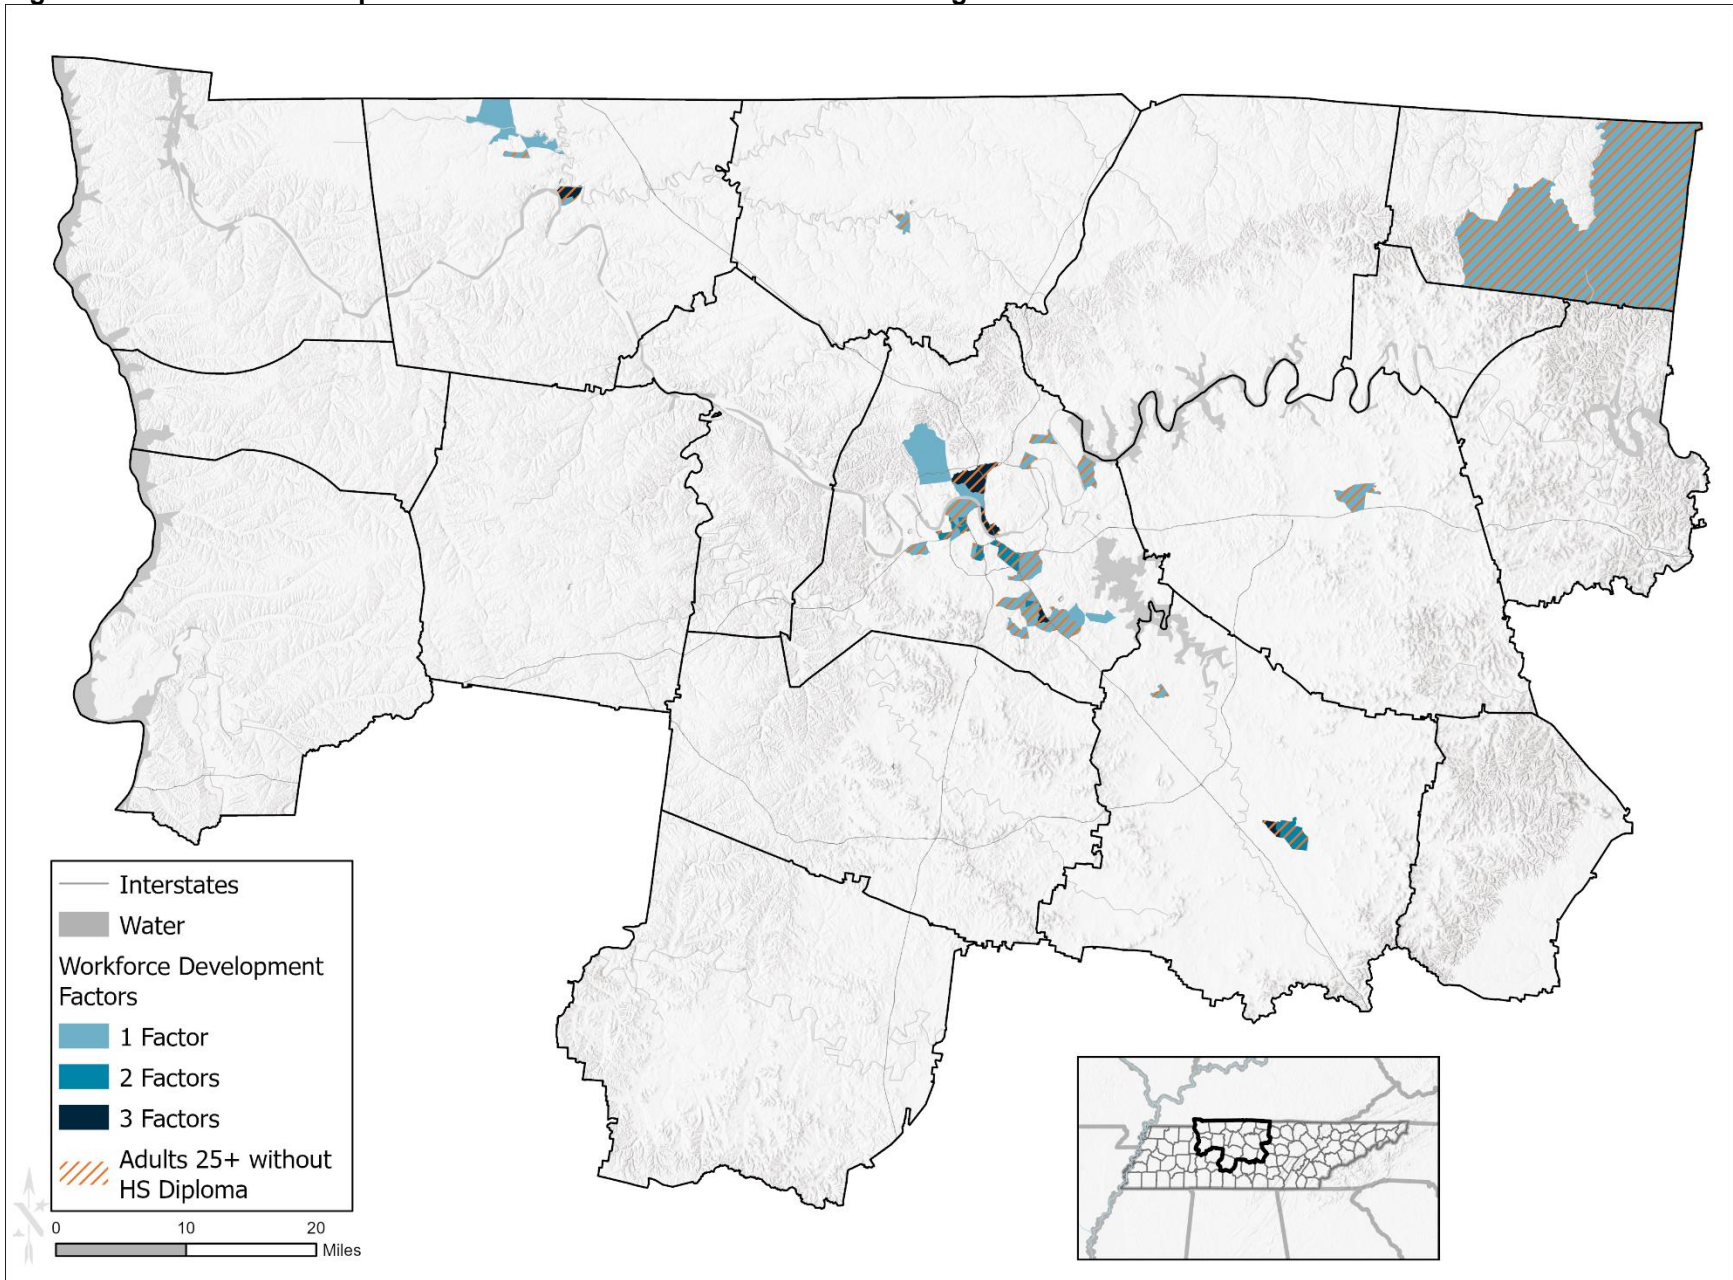 Interstates
Water
Workforce Development
Factors
1 Factor
2 Factors
3 Factors
Adults 25+ without
HS Diploma
0 10 20
Miles